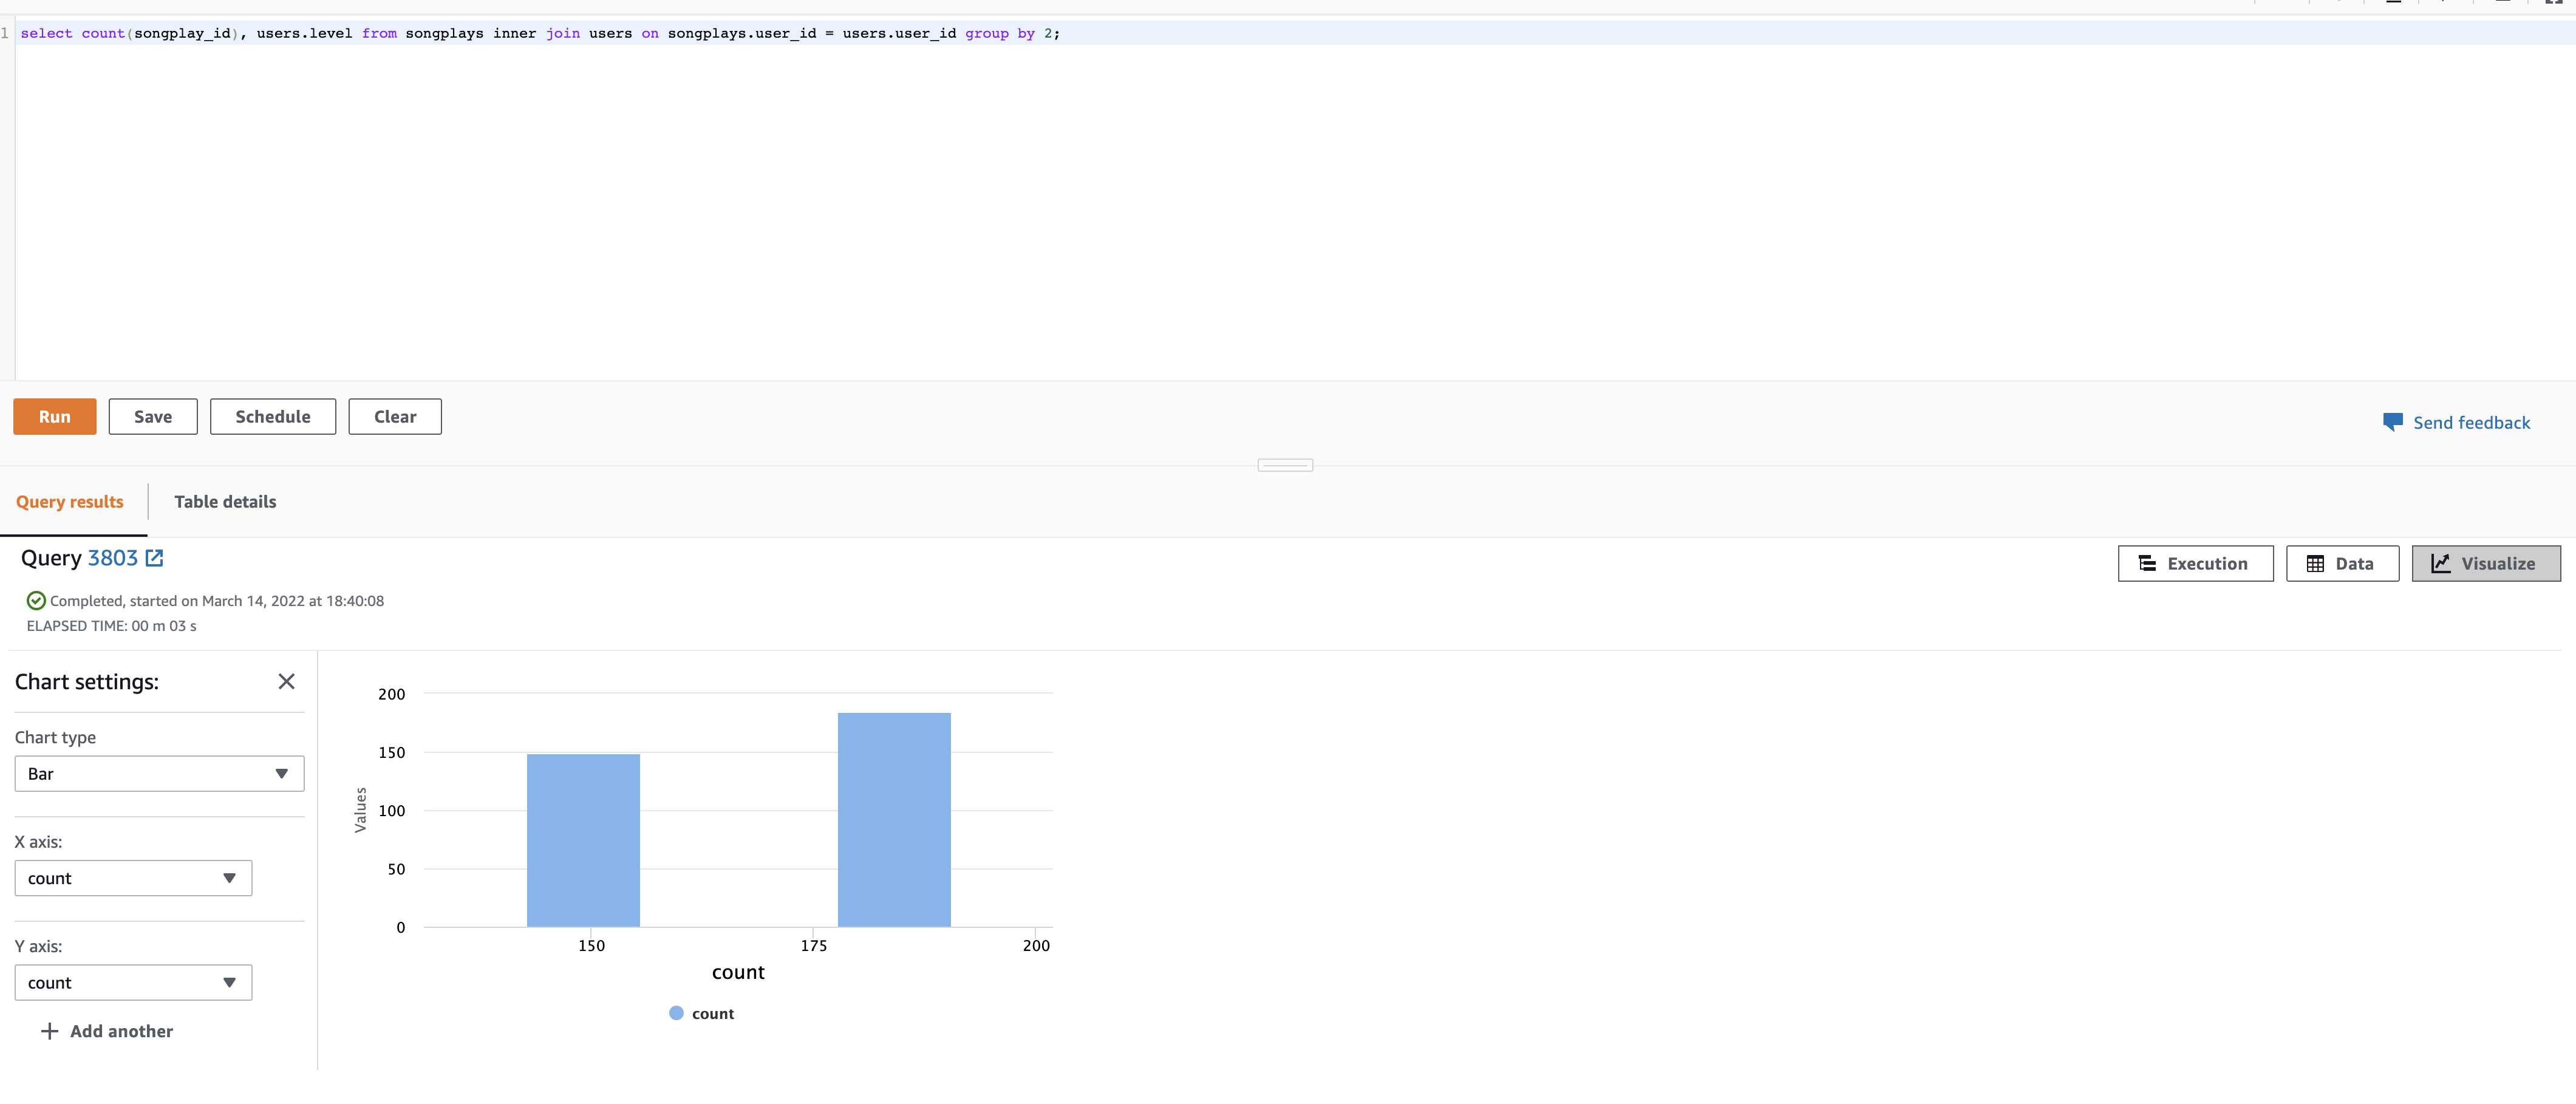 1 select count(songplay_id), users.level from songplays inner join users on songplays.user_id = users.user_id group by 2;
Run Save Schedule Clear
Send feedback
Query results Table details
Query 3803
Execution Data Visualize
Completed, started on March 14, 2022 at 18:40:08
ELAPSED TIME: 00 m 03 s
Chart settings:
Chart type
Bar
X axis:
count
Y axis:
count
Add another
Values
200
150
100
50
0
150 175 200
count
count